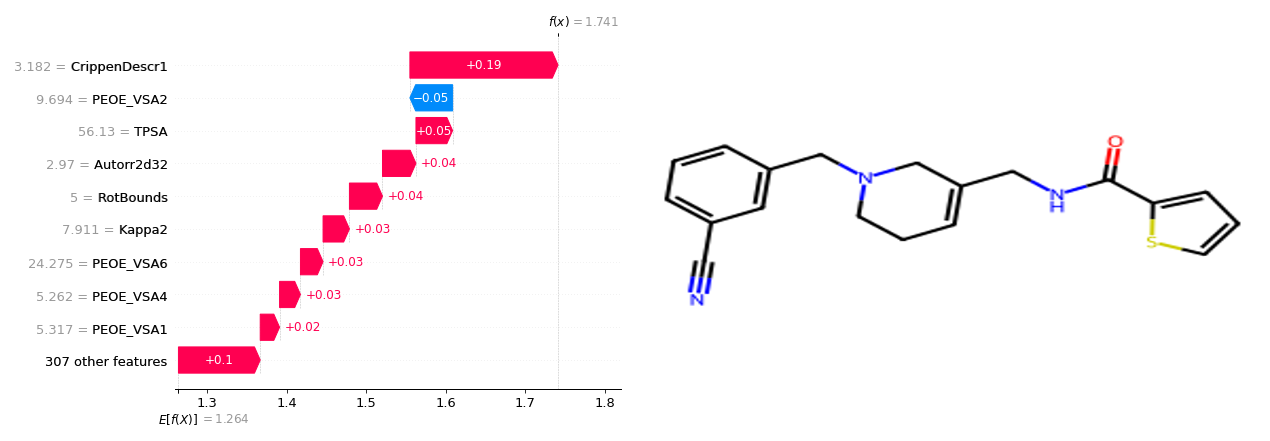 f(x) = 1.741
3.182 = CrippenDescr1
+0.19
9.694 = PEOE_VSA2
−0.05
56.13 = TPSA
+0.05
2.97 = Autorr2d32
+0.04
5 = RotBounds
+0.04
7.911 = Kappa2
+0.03
24.275 = PEOE_VSA6
+0.03
5.262 = PEOE_VSA4
+0.03
5.317 = PEOE_VSA1
+0.02
307 other features
+0.1
1.3 1.4 1.5 1.6 1.7 1.8
E[f(X)] = 1.264
O
N
N
H
S
N